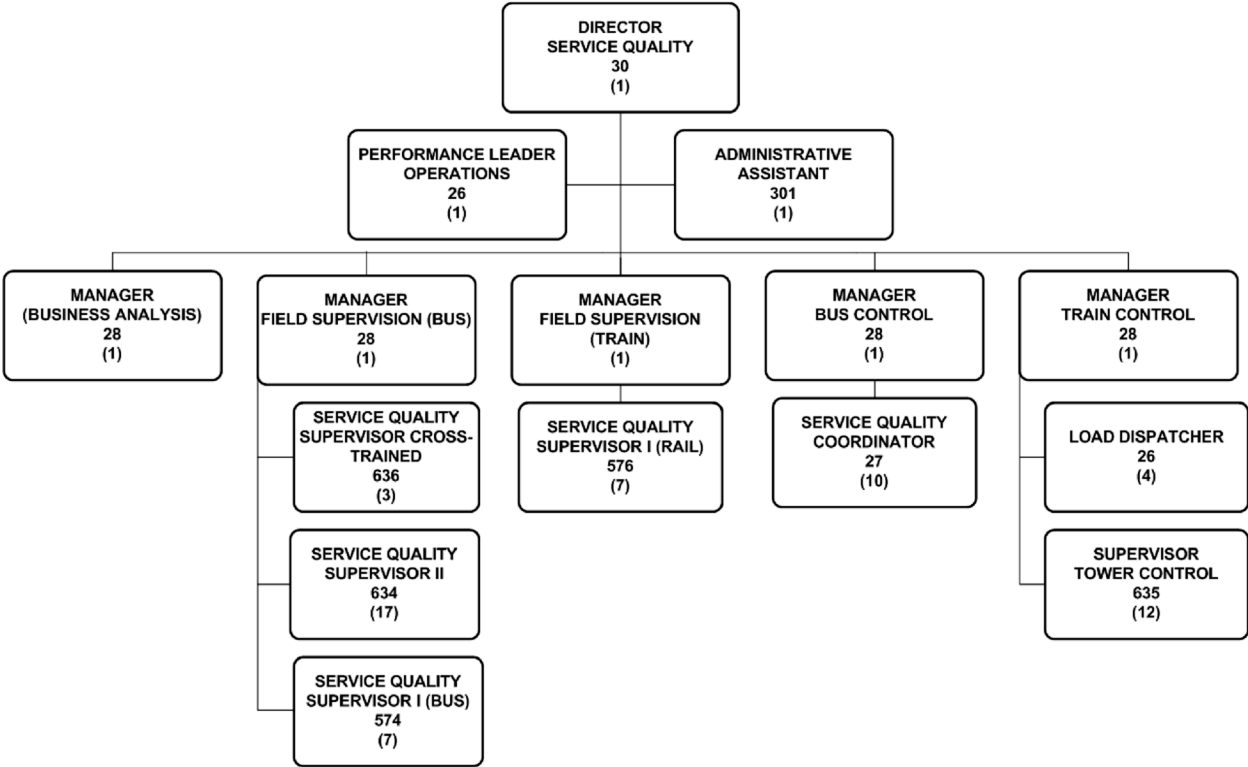 DIRECTOR
SERVICE QUALITY
30
(1)
PERFORMANCE LEADER
OPERATIONS
26
(1)
ADMINISTRATIVE
ASSISTANT
301
(1)
MANAGER
(BUSINESS ANALYSIS)
28
(1)
MANAGER
FIELD SUPERVISION (BUS)
28
(1)
MANAGER
FIELD SUPERVISION
(TRAIN)
(1)
MANAGER
BUS CONTROL
28
(1)
MANAGER
TRAIN CONTROL
28
(1)
SERVICE QUALITY
SUPERVISOR CROSS-
TRAINED
636
(3)
SERVICE QUALITY
SUPERVISOR I (RAIL)
576
(7)
SERVICE QUALITY
COORDINATOR
27
(10)
LOAD DISPATCHER
26
(4)
SERVICE QUALITY
SUPERVISOR II
634
(17)
SUPERVISOR
TOWER CONTROL
635
(12)
SERVICE QUALITY
SUPERVISOR I (BUS)
574
(7)